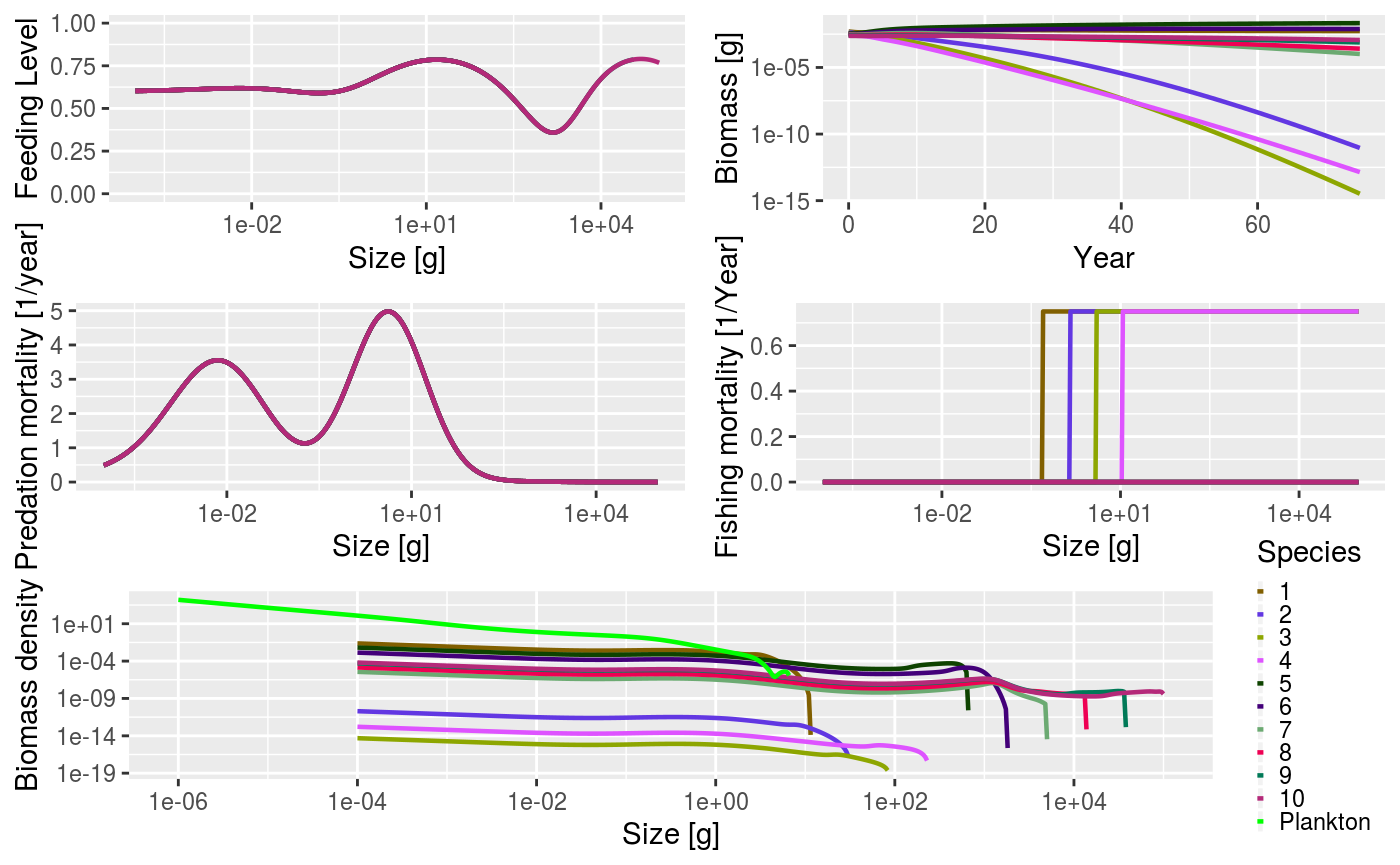 Feeding Level
1.00
0.75
0.50
0.25
0.00
1e-02 1e+01 1e+04
Size [g]
Biomass [g]
1e-05
1e-10
1e-15
0 20 40 60
Year
Predation mortality [1/year]
5
4
3
2
1
0
1e-02 1e+01 1e+04
Size [g]
Fishing mortality [1/Year]
0.6
0.4
0.2
0.0
1e-02 1e+01 1e+04
Size [g]
Biomass density
1e+01
1e-04
1e-09
1e-14
1e-19
1e-06 1e-04 1e-02 1e+00 1e+02 1e+04
Size [g]
Species
1
2
3
4
5
6
7
8
9
10
Plankton